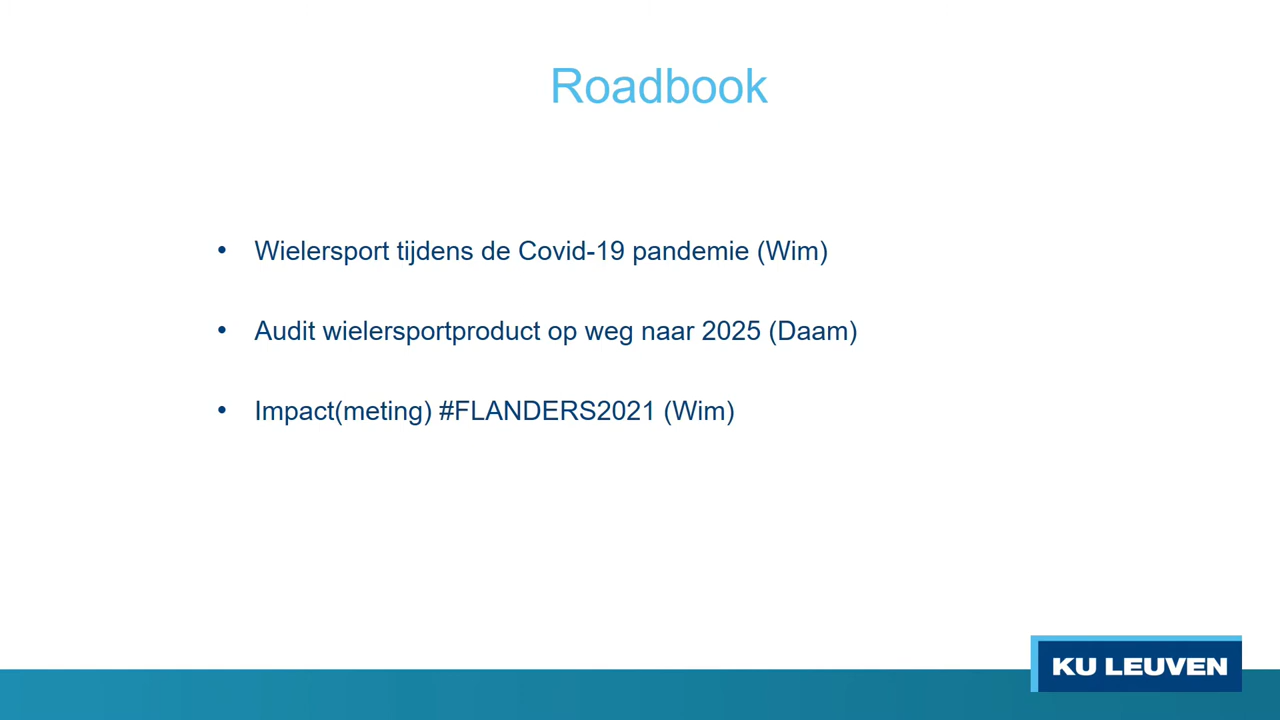 Roadbook
• Wielersport tijdens de Covid-19 pandemie (Wim)
• Audit wielersportproduct op weg naar 2025 (Daam)
• Impact(meting) #FLANDERS2021 (Wim)
KU LEUVEN